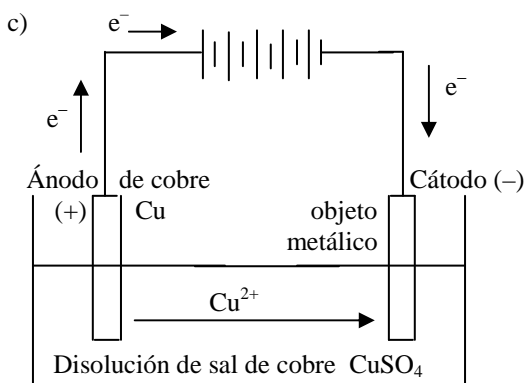 c)
e⁻
e⁻
e⁻
Ánodo de cobre
Cátodo (–)
(+) Cu
objeto
metálico
Cu²⁺
Disolución de sal de cobre CuSO₄